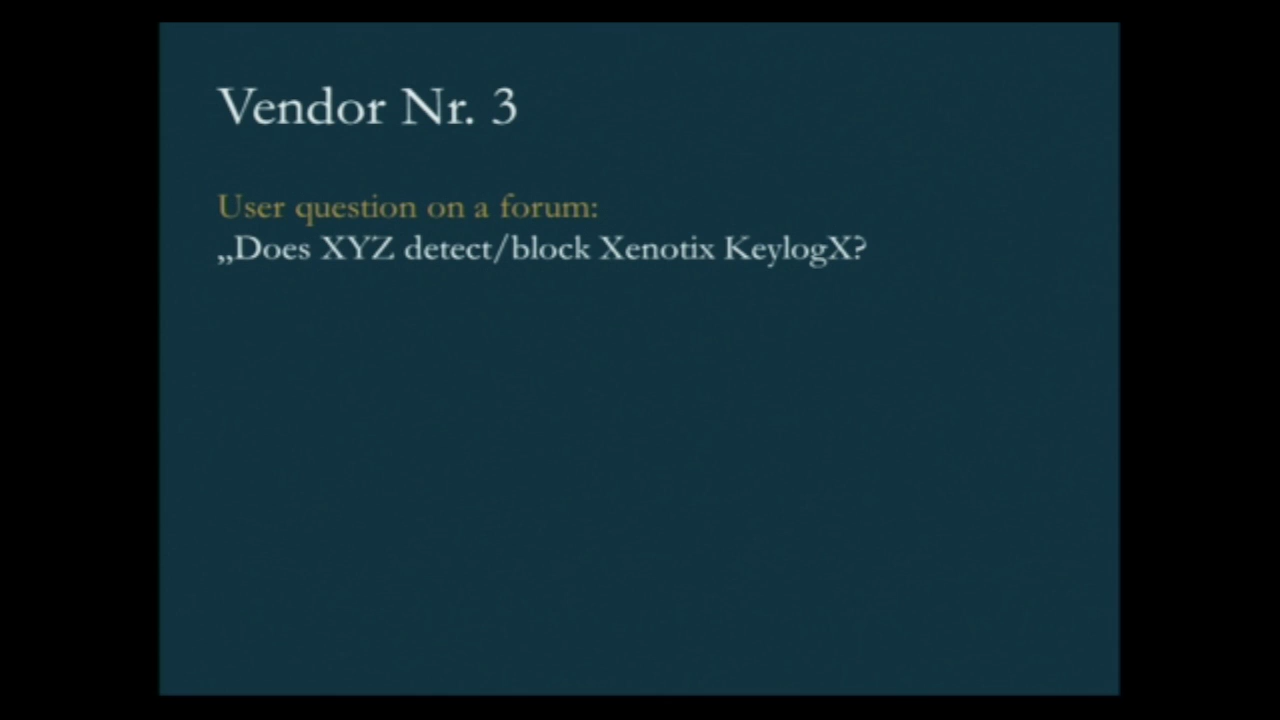 Vendor Nr. 3
User question on a forum:
„Does XYZ detect/block Xenotix KeylogX?